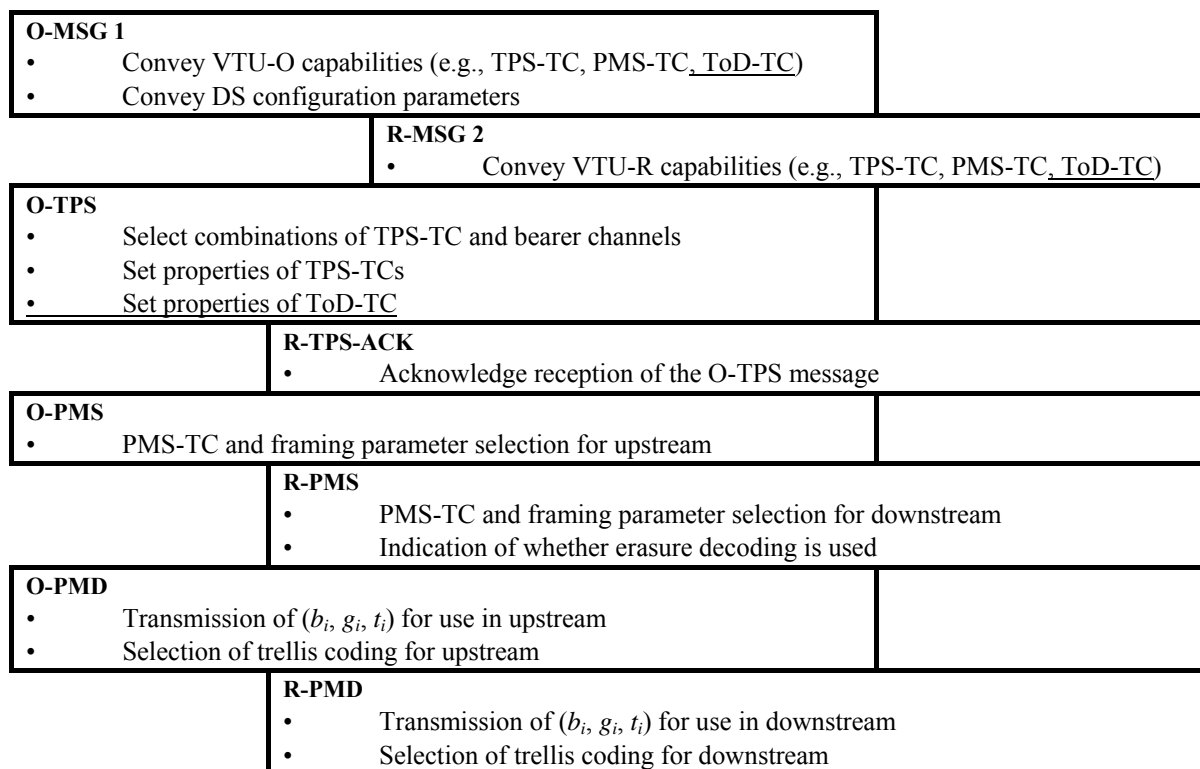 O-MSG 1
• Convey VTU-O capabilities (e.g., TPS-TC, PMS-TC, ToD-TC)
• Convey DS configuration parameters
R-MSG 2
• Convey VTU-R capabilities (e.g., TPS-TC, PMS-TC, ToD-TC)
O-TPS
• Select combinations of TPS-TC and bearer channels
• Set properties of TPS-TCs
• Set properties of ToD-TC
R-TPS-ACK
• Acknowledge reception of the O-TPS message
O-PMS
• PMS-TC and framing parameter selection for upstream
R-PMS
• PMS-TC and framing parameter selection for downstream
• Indication of whether erasure decoding is used
O-PMD
• Transmission of (bi, gi, ti) for use in upstream
• Selection of trellis coding for upstream
R-PMD
• Transmission of (bi, gi, ti) for use in downstream
• Selection of trellis coding for downstream